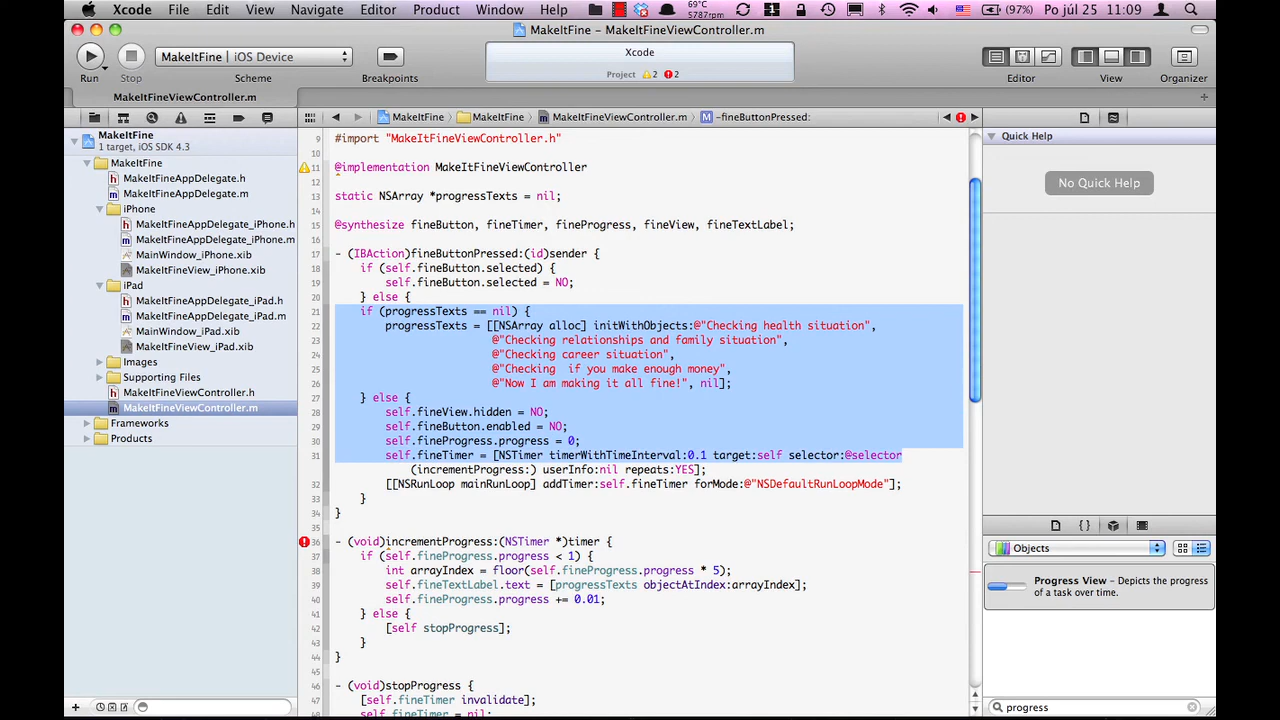 Xcode File Edit View Navigate Editor Product Window Help 69°C 5787rpm 1 (97%) Po júl 25 11:09
MakeItFine – MakeItFineViewController.m
MakeItFine | iOS Device
Xcode
Project 2 2
Run Stop Scheme Breakpoints Editor View Organizer
MakeItFineViewController.m
MakeItFine MakeItFine MakeItFineViewController.m M -fineButtonPressed:
MakeItFine
1 target, iOS SDK 4.3
MakeItFine
h MakeItFineAppDelegate.h
m MakeItFineAppDelegate.m
iPhone
h MakeItFineAppDelegate_iPhone.h
m MakeItFineAppDelegate_iPhone.m
MainWindow_iPhone.xib
MakeItFineView_iPhone.xib
iPad
h MakeItFineAppDelegate_iPad.h
m MakeItFineAppDelegate_iPad.m
MainWindow_iPad.xib
MakeItFineView_iPad.xib
Images
Supporting Files
h MakeItFineViewController.h
m MakeItFineViewController.m
Frameworks
Products
9 #import "MakeItFineViewController.h"
10
11 @implementation MakeItFineViewController
12
13 static NSArray *progressTexts = nil;
14
15 @synthesize fineButton, fineTimer, fineProgress, fineView, fineTextLabel;
16
17 - (IBAction)fineButtonPressed:(id)sender {
18 if (self.fineButton.selected) {
19 self.fineButton.selected = NO;
20 } else {
21 if (progressTexts == nil) {
22 progressTexts = [[NSArray alloc] initWithObjects:@"Checking health situation",
23 @"Checking relationships and family situation",
24 @"Checking career situation",
25 @"Checking  if you make enough money",
26 @"Now I am making it all fine!", nil];
27 } else {
28 self.fineView.hidden = NO;
29 self.fineButton.enabled = NO;
30 self.fineProgress.progress = 0;
31 self.fineTimer = [NSTimer timerWithTimeInterval:0.1 target:self selector:@selector
(incrementProgress:) userInfo:nil repeats:YES];
32 [[NSRunLoop mainRunLoop] addTimer:self.fineTimer forMode:@"NSDefaultRunLoopMode"];
33 }
34 }
35
36 - (void)incrementProgress:(NSTimer *)timer {
37 if (self.fineProgress.progress < 1) {
38 int arrayIndex = floor(self.fineProgress.progress * 5);
39 self.fineTextLabel.text = [progressTexts objectAtIndex:arrayIndex];
40 self.fineProgress.progress += 0.01;
41 } else {
42 [self stopProgress];
43 }
44 }
45
46 - (void)stopProgress {
47 [self.fineTimer invalidate];
48 self.fineTimer = nil;
Quick Help
No Quick Help
Objects
Progress View – Depicts the progress
of a task over time.
progress